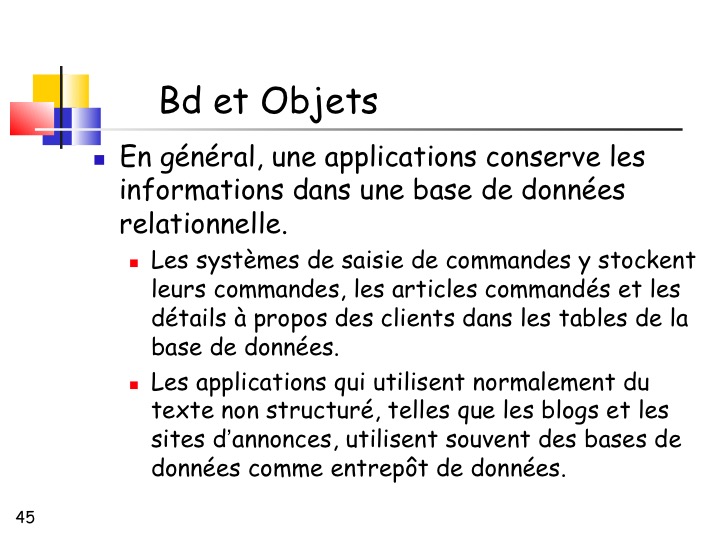 Bd et Objets
En général, une applications conserve les
informations dans une base de données
relationnelle.
Les systèmes de saisie de commandes y stockent
leurs commandes, les articles commandés et les
détails à propos des clients dans les tables de la
base de données.
Les applications qui utilisent normalement du
texte non structuré, telles que les blogs et les
sites d’annonces, utilisent souvent des bases de
données comme entrepôt de données.
45